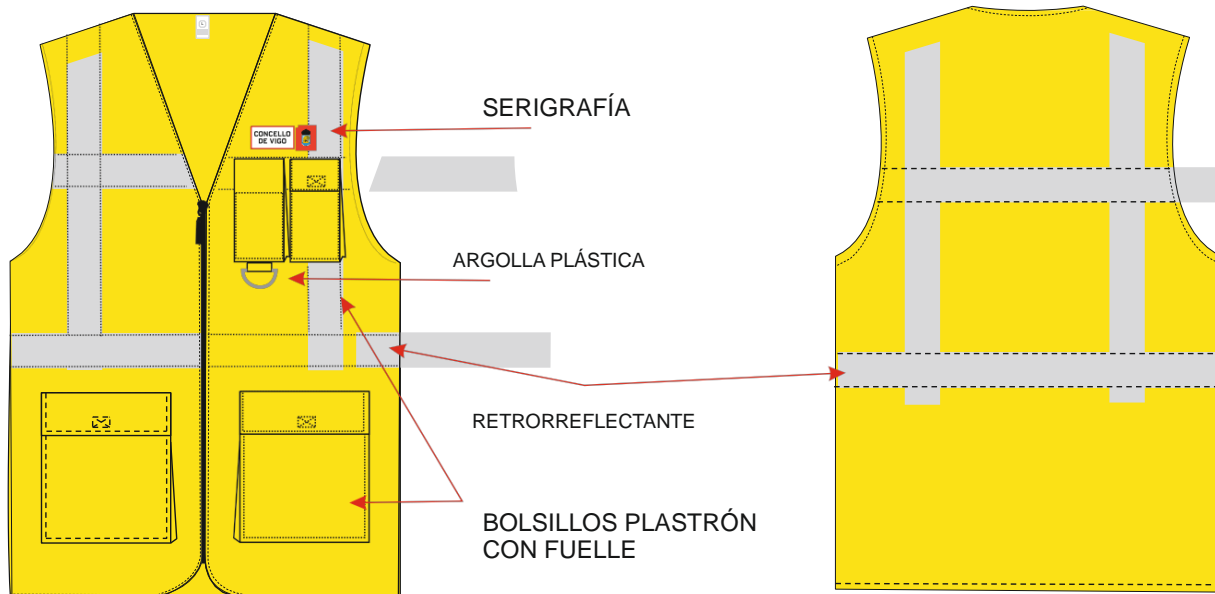 SERIGRAFÍA
CONCELLO
DE VIGO
ARGOLLA PLÁSTICA
RETRORREFLECTANTE
BOLSILLOS PLASTRÓN
CON FUELLE